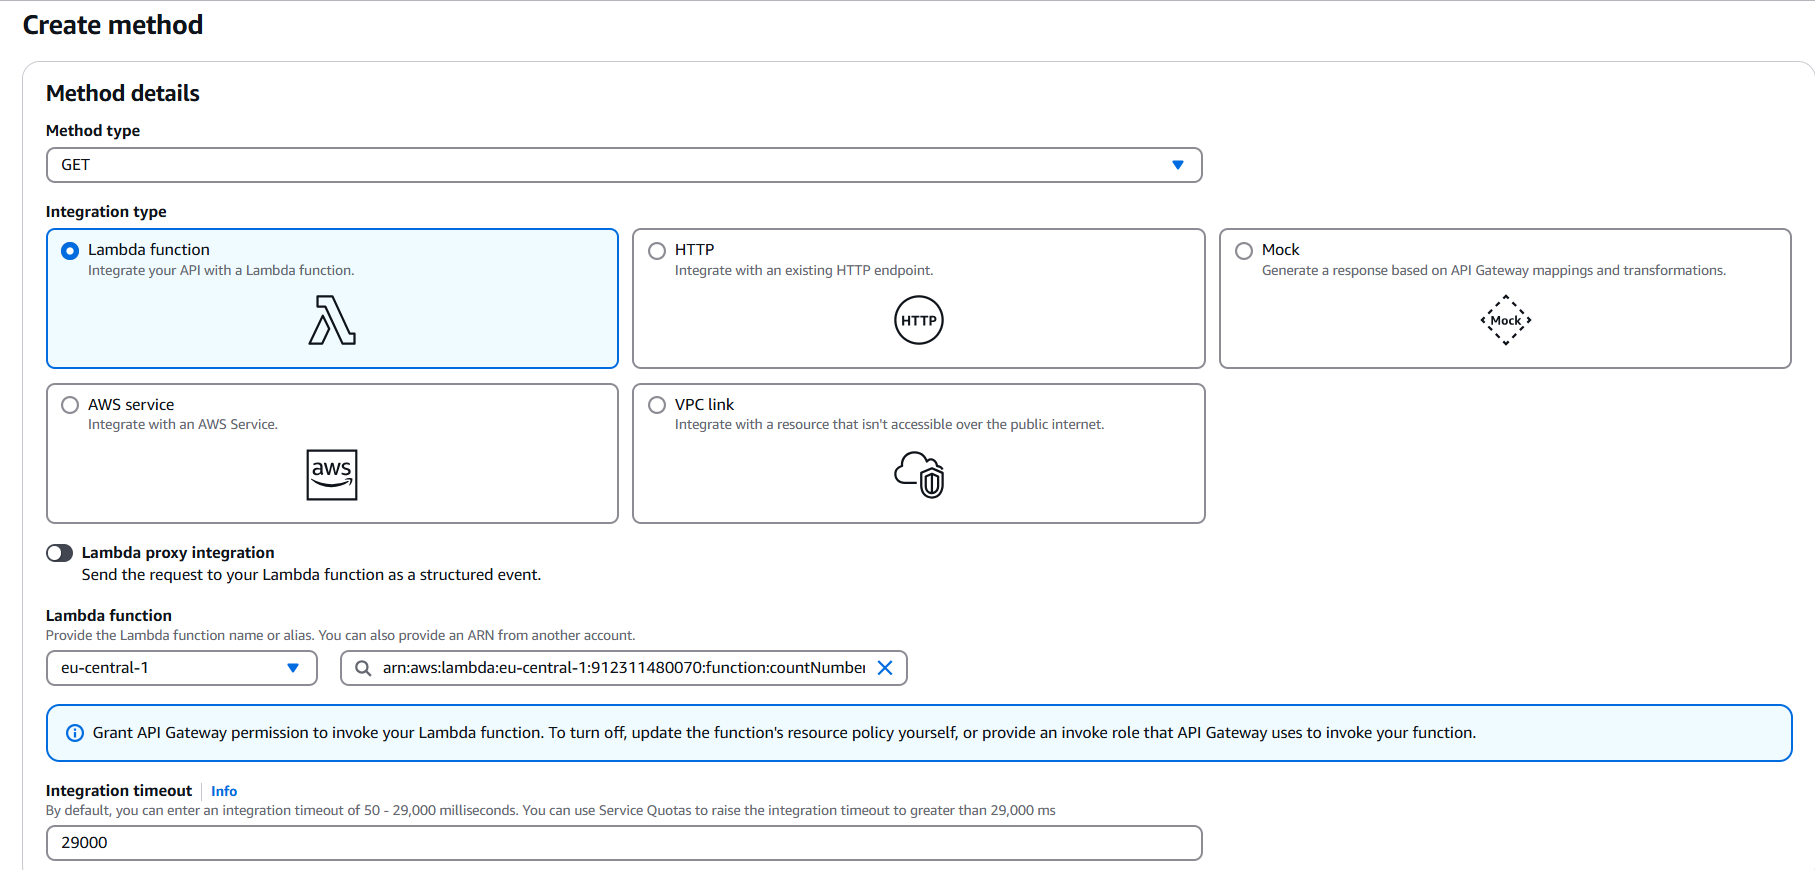 Create method
Method details
Method type
GET
Integration type
Lambda function
Integrate your API with a Lambda function.
HTTP
Integrate with an existing HTTP endpoint.
HTTP
Mock
Generate a response based on API Gateway mappings and transformations.
Mock
AWS service
Integrate with an AWS Service.
aws
VPC link
Integrate with a resource that isn't accessible over the public internet.
Lambda proxy integration
Send the request to your Lambda function as a structured event.
Lambda function
Provide the Lambda function name or alias. You can also provide an ARN from another account.
eu-central-1
arn:aws:lambda:eu-central-1:912311480070:function:countNumber
Grant API Gateway permission to invoke your Lambda function. To turn off, update the function's resource policy yourself, or provide an invoke role that API Gateway uses to invoke your function.
Integration timeout Info
By default, you can enter an integration timeout of 50 - 29,000 milliseconds. You can use Service Quotas to raise the integration timeout to greater than 29,000 ms
29000